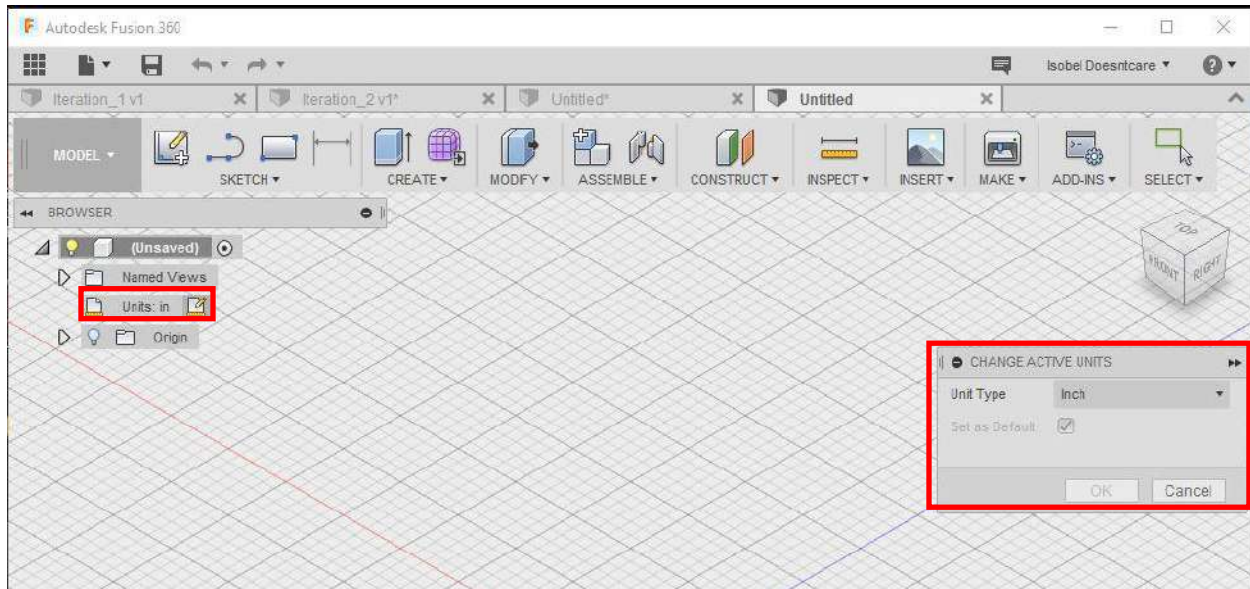 Autodesk Fusion 360
Isobel Doesntcare
Iteration_1 v1
Iteration_2 v1*
Untitled*
Untitled
MODEL
SKETCH
CREATE
MODIFY
ASSEMBLE
CONSTRUCT
INSPECT
INSERT
MAKE
ADD-INS
SELECT
BROWSER
(Unsaved)
Named Views
Units: in
Origin
TOP
FRONT
RIGHT
CHANGE ACTIVE UNITS
Unit Type Inch
Set as Default
OK Cancel